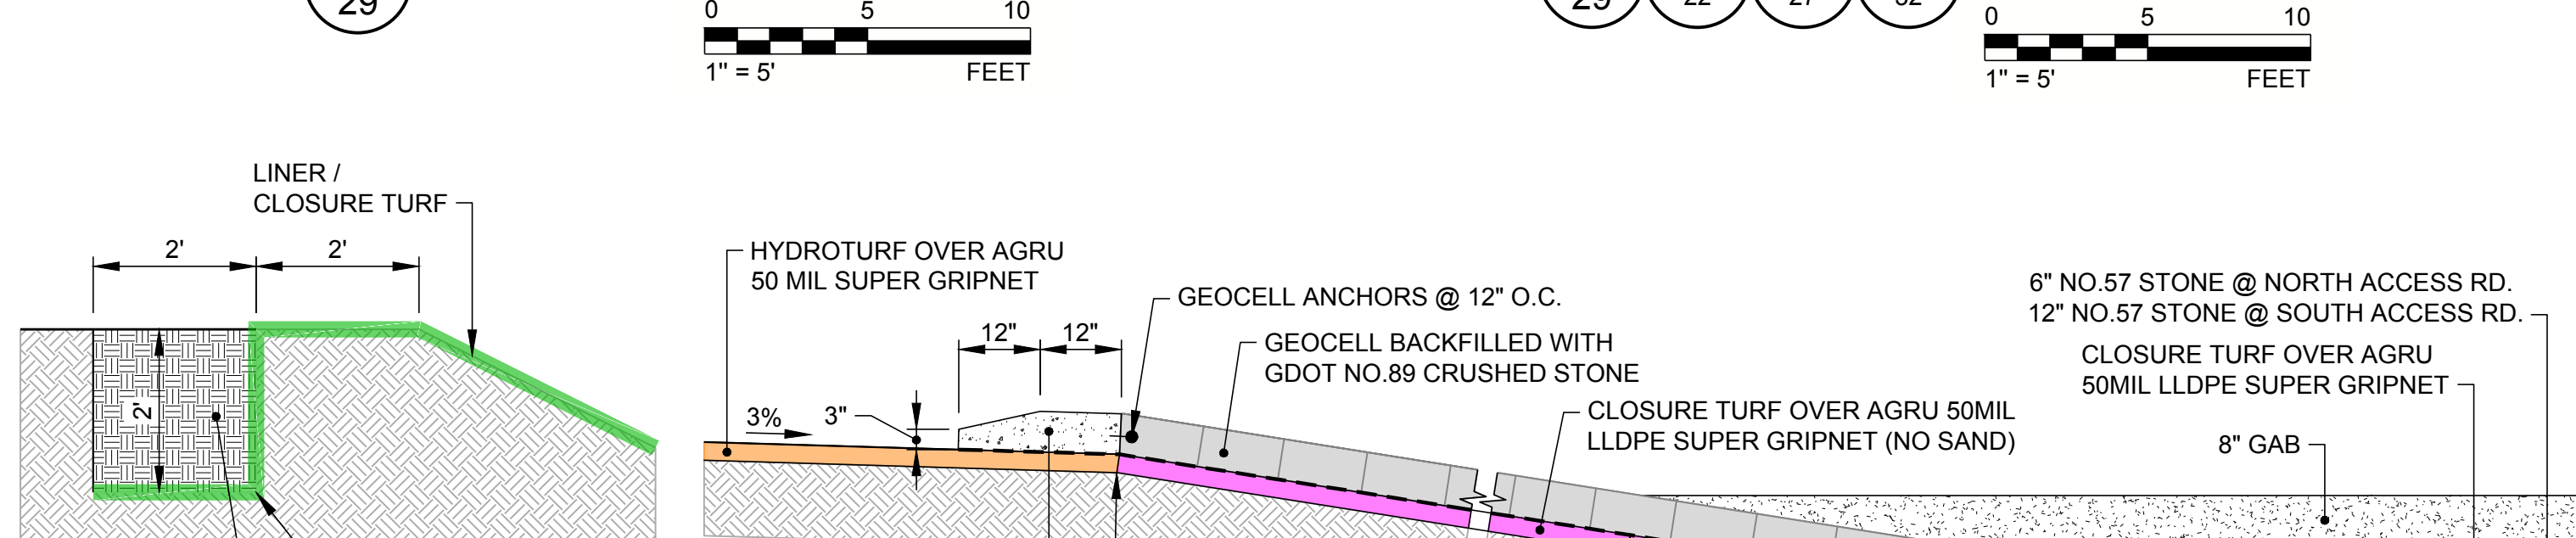 29
0 5 10
1" = 5' FEET
29 22 27 32
0 5 10
1" = 5' FEET
LINER /
CLOSURE TURF
2' 2'
2'
HYDROTURF OVER AGRU
50 MIL SUPER GRIPNET
GEOCELL ANCHORS @ 12" O.C.
12" 12"
GEOCELL BACKFILLED WITH
GDOT NO.89 CRUSHED STONE
3% 3"
CLOSURE TURF OVER AGRU 50MIL
LLDPE SUPER GRIPNET (NO SAND)
6" NO.57 STONE @ NORTH ACCESS RD.
12" NO.57 STONE @ SOUTH ACCESS RD.
CLOSURE TURF OVER AGRU
50MIL LLDPE SUPER GRIPNET
8" GAB